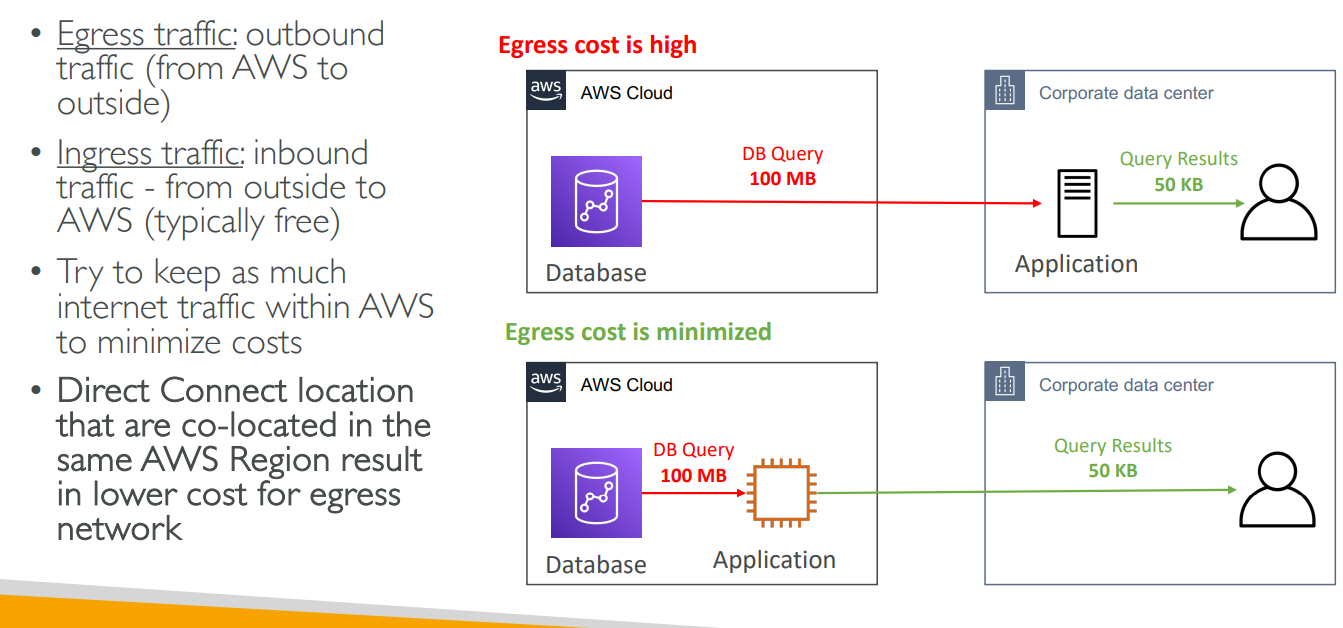 • Egress traffic: outbound
traffic (from AWS to
outside)
• Ingress traffic: inbound
traffic - from outside to
AWS (typically free)
• Try to keep as much
internet traffic within AWS
to minimize costs
• Direct Connect location
that are co-located in the
same AWS Region result
in lower cost for egress
network
Egress cost is high
aws
AWS Cloud
DB Query
100 MB
Database
Corporate data center
Query Results
50 KB
Application
Egress cost is minimized
aws
AWS Cloud
DB Query
100 MB
Database
Application
Corporate data center
Query Results
50 KB